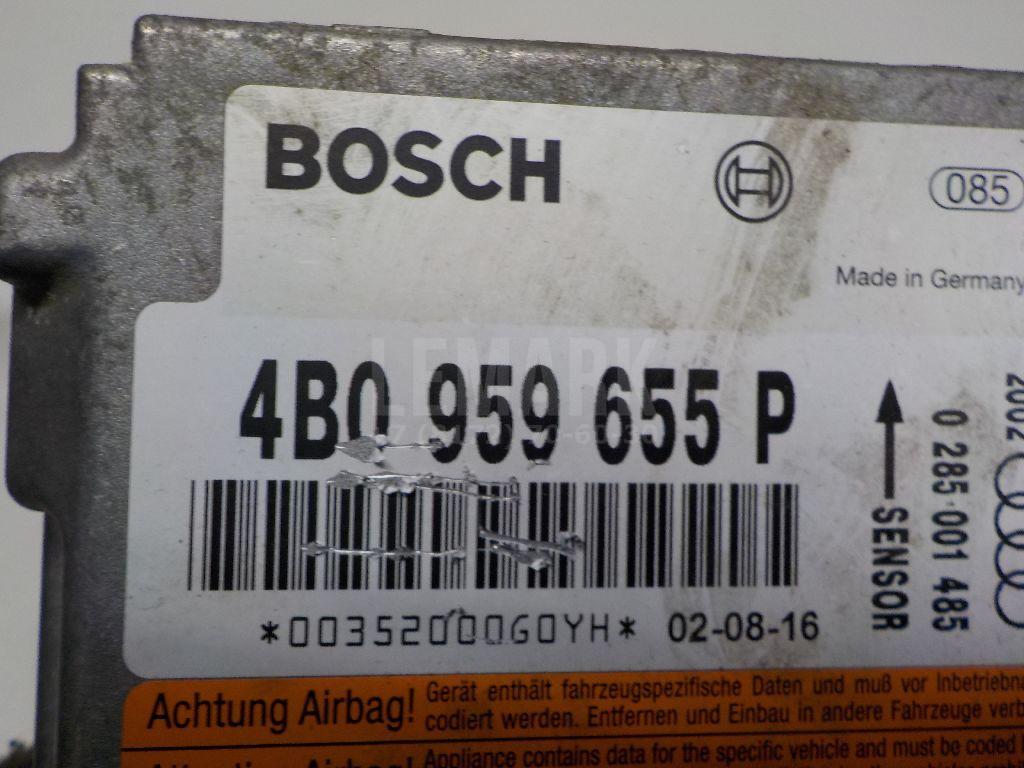 BOSCH
085
Made in Germany
4B0 959 655 P
LEMARK
2002
0 285 001 485
SENSOR
*00352000G0YH* 02-08-16
Achtung Airbag! Gerät enthält fahrzeugspezifische Daten und muß vor Inbetriebna
codiert werden. Entfernen und Einbau in andere Fahrzeuge verb
Appliance contains data for the specific vehicle and must be coded